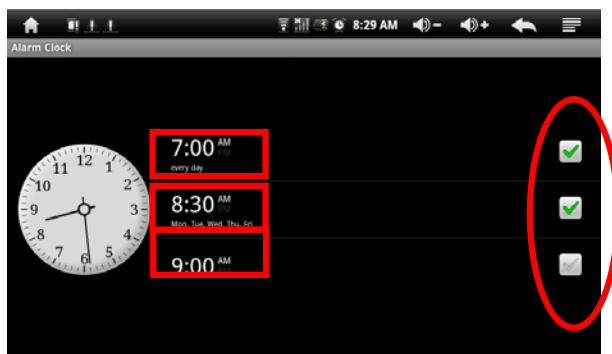 8:29 AM
Alarm Clock
7:00 AM PM
every day
8:30 AM PM
Mon, Tue, Wed, Thu, Fri
9:00 AM
12
1
2
3
4
5
6
7
8
9
10
11